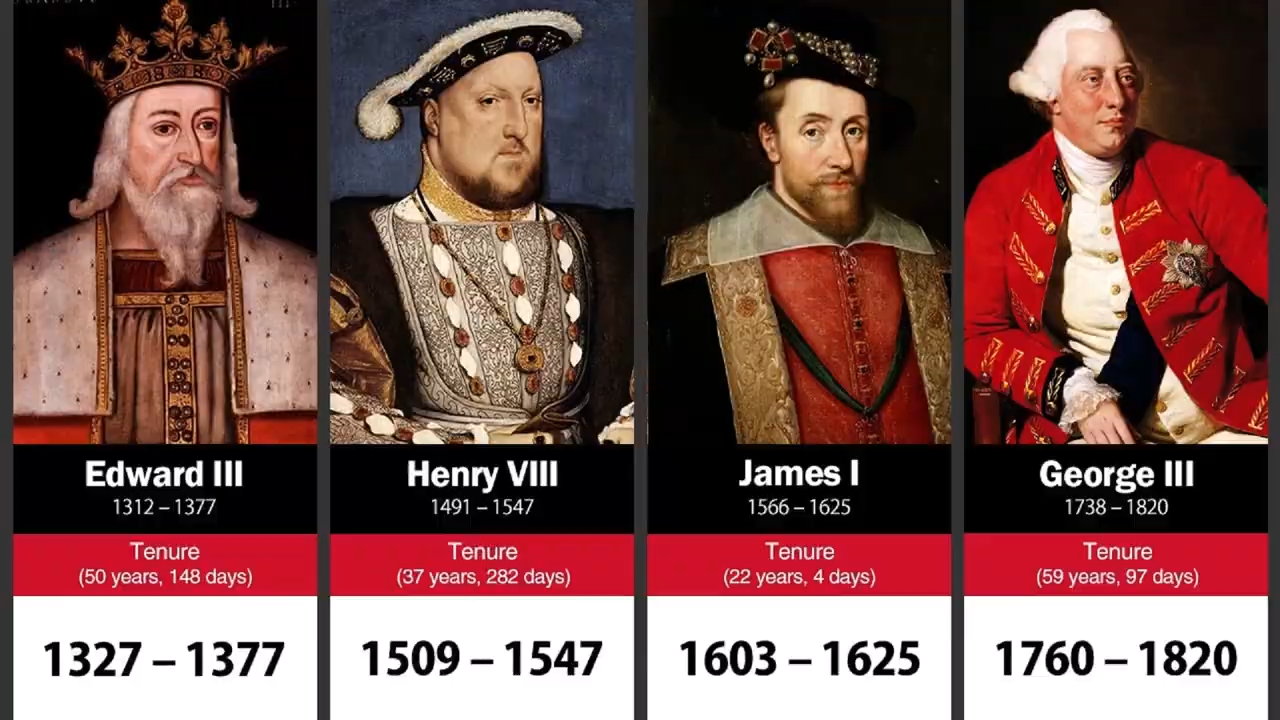 Edward III
1312 – 1377
Tenure
(50 years, 148 days)
1327 – 1377
Henry VIII
1491 – 1547
Tenure
(37 years, 282 days)
1509 – 1547
James I
1566 – 1625
Tenure
(22 years, 4 days)
1603 – 1625
George III
1738 – 1820
Tenure
(59 years, 97 days)
1760 – 1820